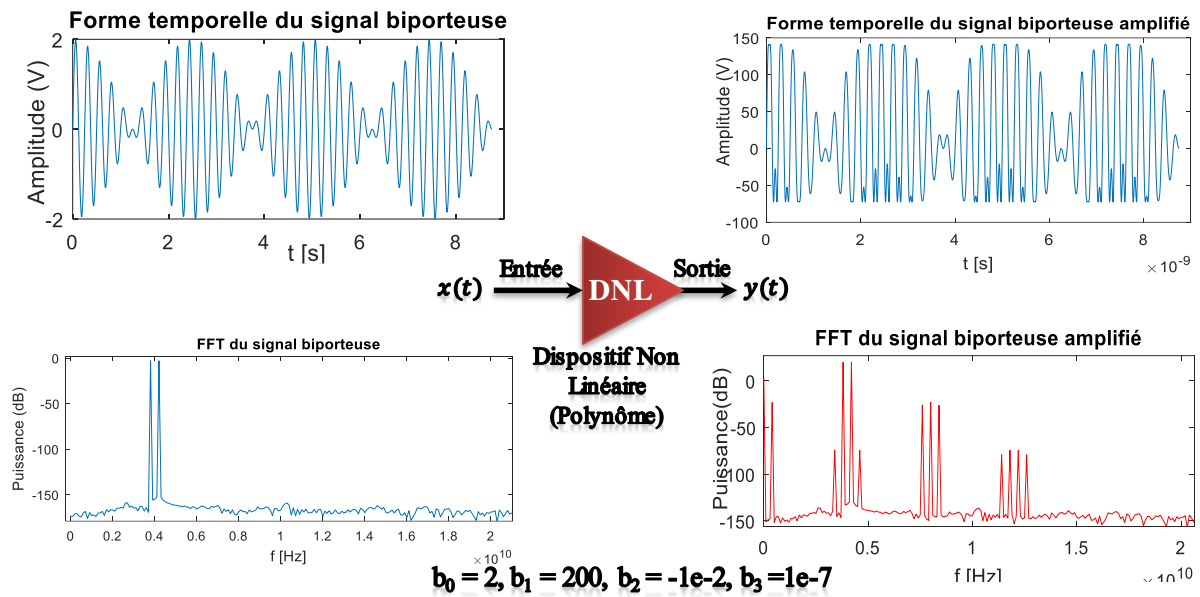 Forme temporelle du signal biporteuse
Amplitude (V)
2
0
-2
0 2 4 6 8
t [s]
Forme temporelle du signal biporteuse amplifié
Amplitude (V)
150
100
50
0
-50
-100
0 2 4 6 8
t [s]
×10^-9
x(t) Entrée DNL Sortie y(t)
Dispositif Non
Linéaire
(Polynôme)
FFT du signal biporteuse
Puissance (dB)
0
-50
-100
-150
0 0.2 0.4 0.6 0.8 1 1.2 1.4 1.6 1.8 2
f [Hz]
×10^10
FFT du signal biporteuse amplifié
Puissance(dB)
0
-50
-100
-150
0 0.5 1 1.5 2
f [Hz]
×10^10
b0 = 2, b1 = 200, b2 = -1e-2, b3 =1e-7